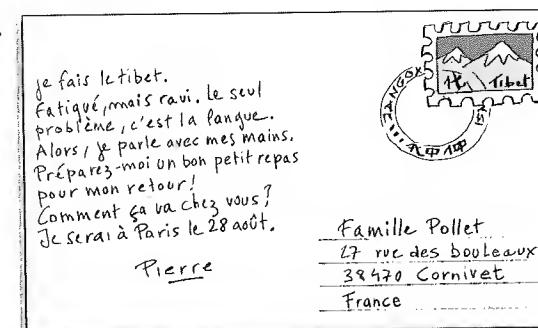 je fais le tibet.
Fatigué, mais ravi. Le seul
problème, c'est la langue.
Alors, je parle avec mes mains.
Préparez-moi un bon petit repas
pour mon retour!
Comment ça va chez vous?
Je serai à Paris le 28 août.
Pierre
Tibet
Famille Pollet
27 rue des bouleaux
38470 Cornivet
France